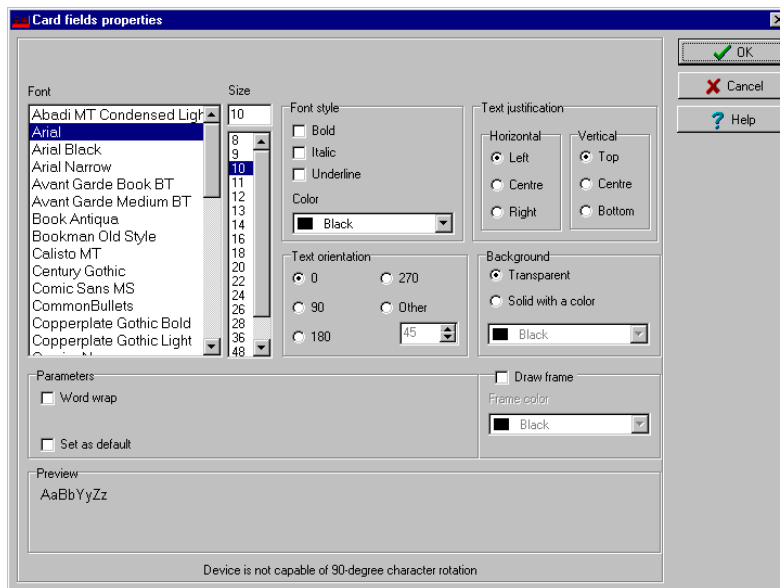 Card fields properties
OK
Cancel
Help
Font
Size
Abadi MT Condensed Ligh
Arial
Arial Black
Arial Narrow
Avant Garde Book BT
Avant Garde Medium BT
Book Antiqua
Bookman Old Style
Calisto MT
Century Gothic
Comic Sans MS
CommonBullets
Copperplate Gothic Bold
Copperplate Gothic Light
10
8
9
10
11
12
13
14
16
18
20
22
24
26
28
36
48
Font style
Bold
Italic
Underline
Color
Black
Text justification
Horizontal
Left
Centre
Right
Vertical
Top
Centre
Bottom
Text orientation
0
270
90
Other
180
45
Background
Transparent
Solid with a color
Black
Parameters
Word wrap
Set as default
Draw frame
Frame color
Black
Preview
AaBbYyZz
Device is not capable of 90-degree character rotation